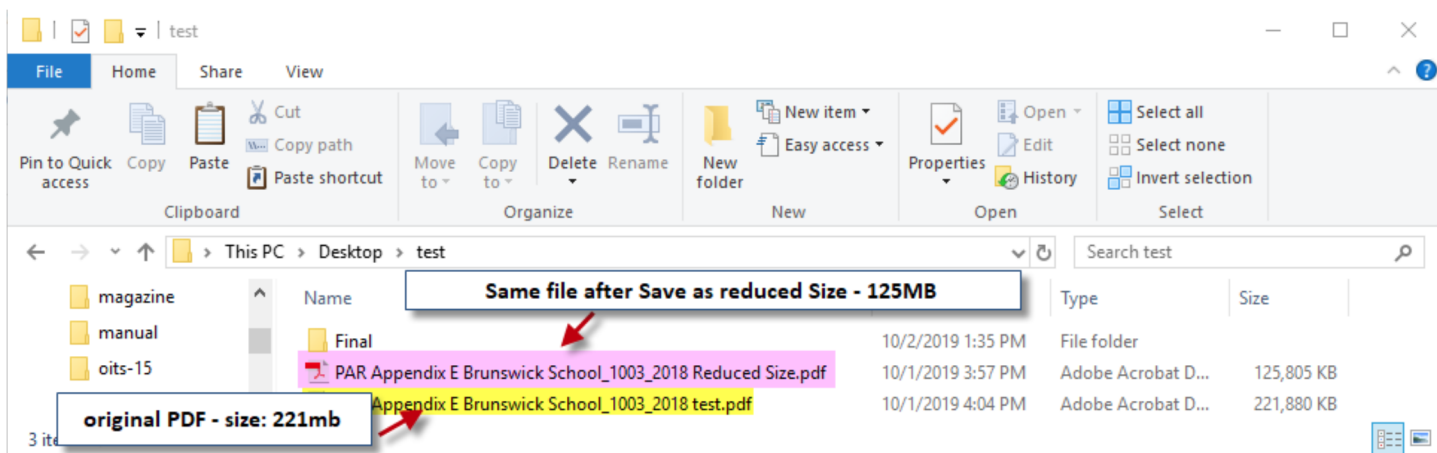 test
File Home Share View
Pin to Quick access
Copy
Paste
Cut
Copy path
Paste shortcut
Move to
Copy to
Delete
Rename
New folder
New item
Easy access
Properties
Open
Edit
History
Select all
Select none
Invert selection
Clipboard Organize New Open Select
This PC > Desktop > test
Search test
magazine
manual
oits-15
Name Type Size
Same file after Save as reduced Size - 125MB
Final 10/2/2019 1:35 PM File folder
PAR Appendix E Brunswick School_1003_2018 Reduced Size.pdf 10/1/2019 3:57 PM Adobe Acrobat D... 125,805 KB
Appendix E Brunswick School_1003_2018 test.pdf 10/1/2019 4:04 PM Adobe Acrobat D... 221,880 KB
original PDF - size: 221mb
3 ite